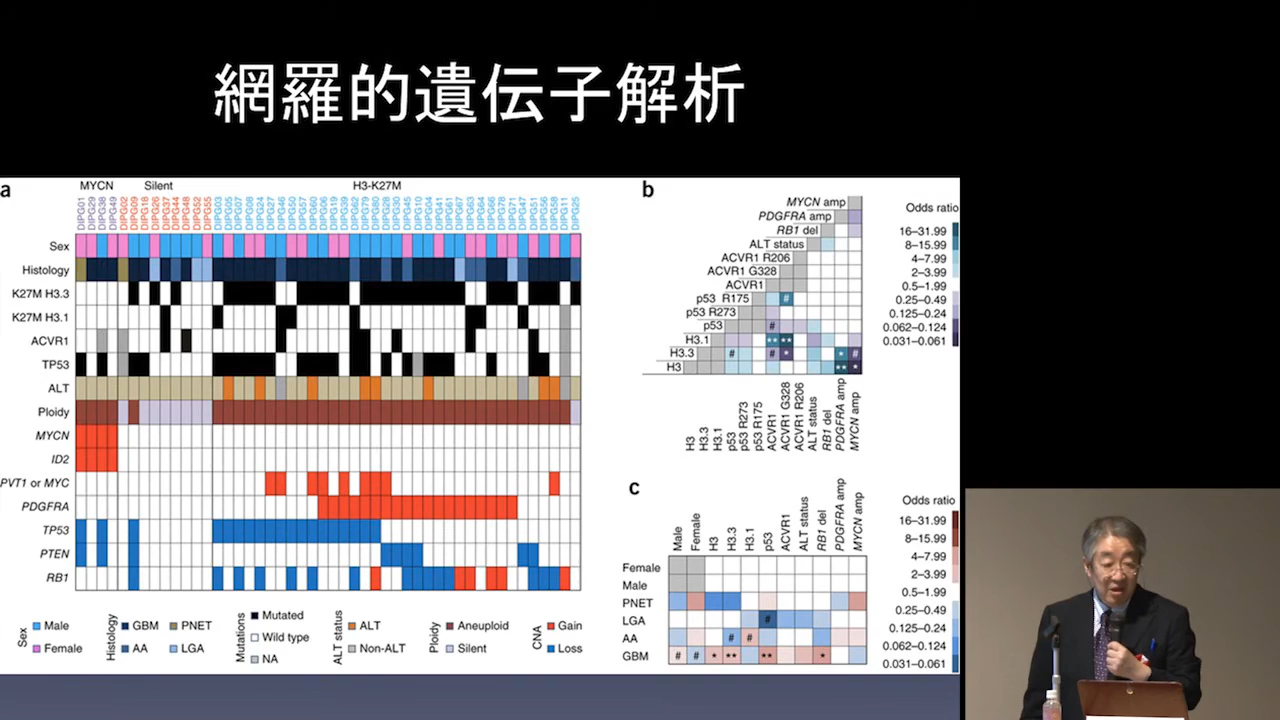 網羅的遺伝子解析
a
MYCN Silent H3-K27M
Sex
Histology
K27M H3.3
K27M H3.1
ACVR1
TP53
ALT
Ploidy
MYCN
ID2
PVT1 or MYC
PDGFRA
TP53
PTEN
RB1
Sex
Male
Female
Histology
GBM
PNET
AA
LGA
Mutations
Mutated
Wild type
NA
ALT status
ALT
Non-ALT
Ploidy
Aneuploid
Silent
CNA
Gain
Loss
b
MYCN amp
PDGFRA amp
RB1 del
ALT status
ACVR1 R206
ACVR1 G328
ACVR1
p53 R175
p53 R273
p53
H3.1
H3.3
H3
H3
H3.3
H3.1
p53
p53 R273
p53 R175
ACVR1
ACVR1 G328
ACVR1 R206
ALT status
RB1 del
PDGFRA amp
MYCN amp
Odds ratio
16–31.99
8–15.99
4–7.99
2–3.99
0.5–1.99
0.25–0.49
0.125–0.24
0.062–0.124
0.031–0.061
c
Male
Female
H3
H3.3
H3.1
p53
ACVR1
ALT status
RB1 del
PDGFRA amp
MYCN amp
Female
Male
PNET
LGA
AA
GBM
Odds ratio
16–31.99
8–15.99
4–7.99
2–3.99
0.5–1.99
0.25–0.49
0.125–0.24
0.062–0.124
0.031–0.061